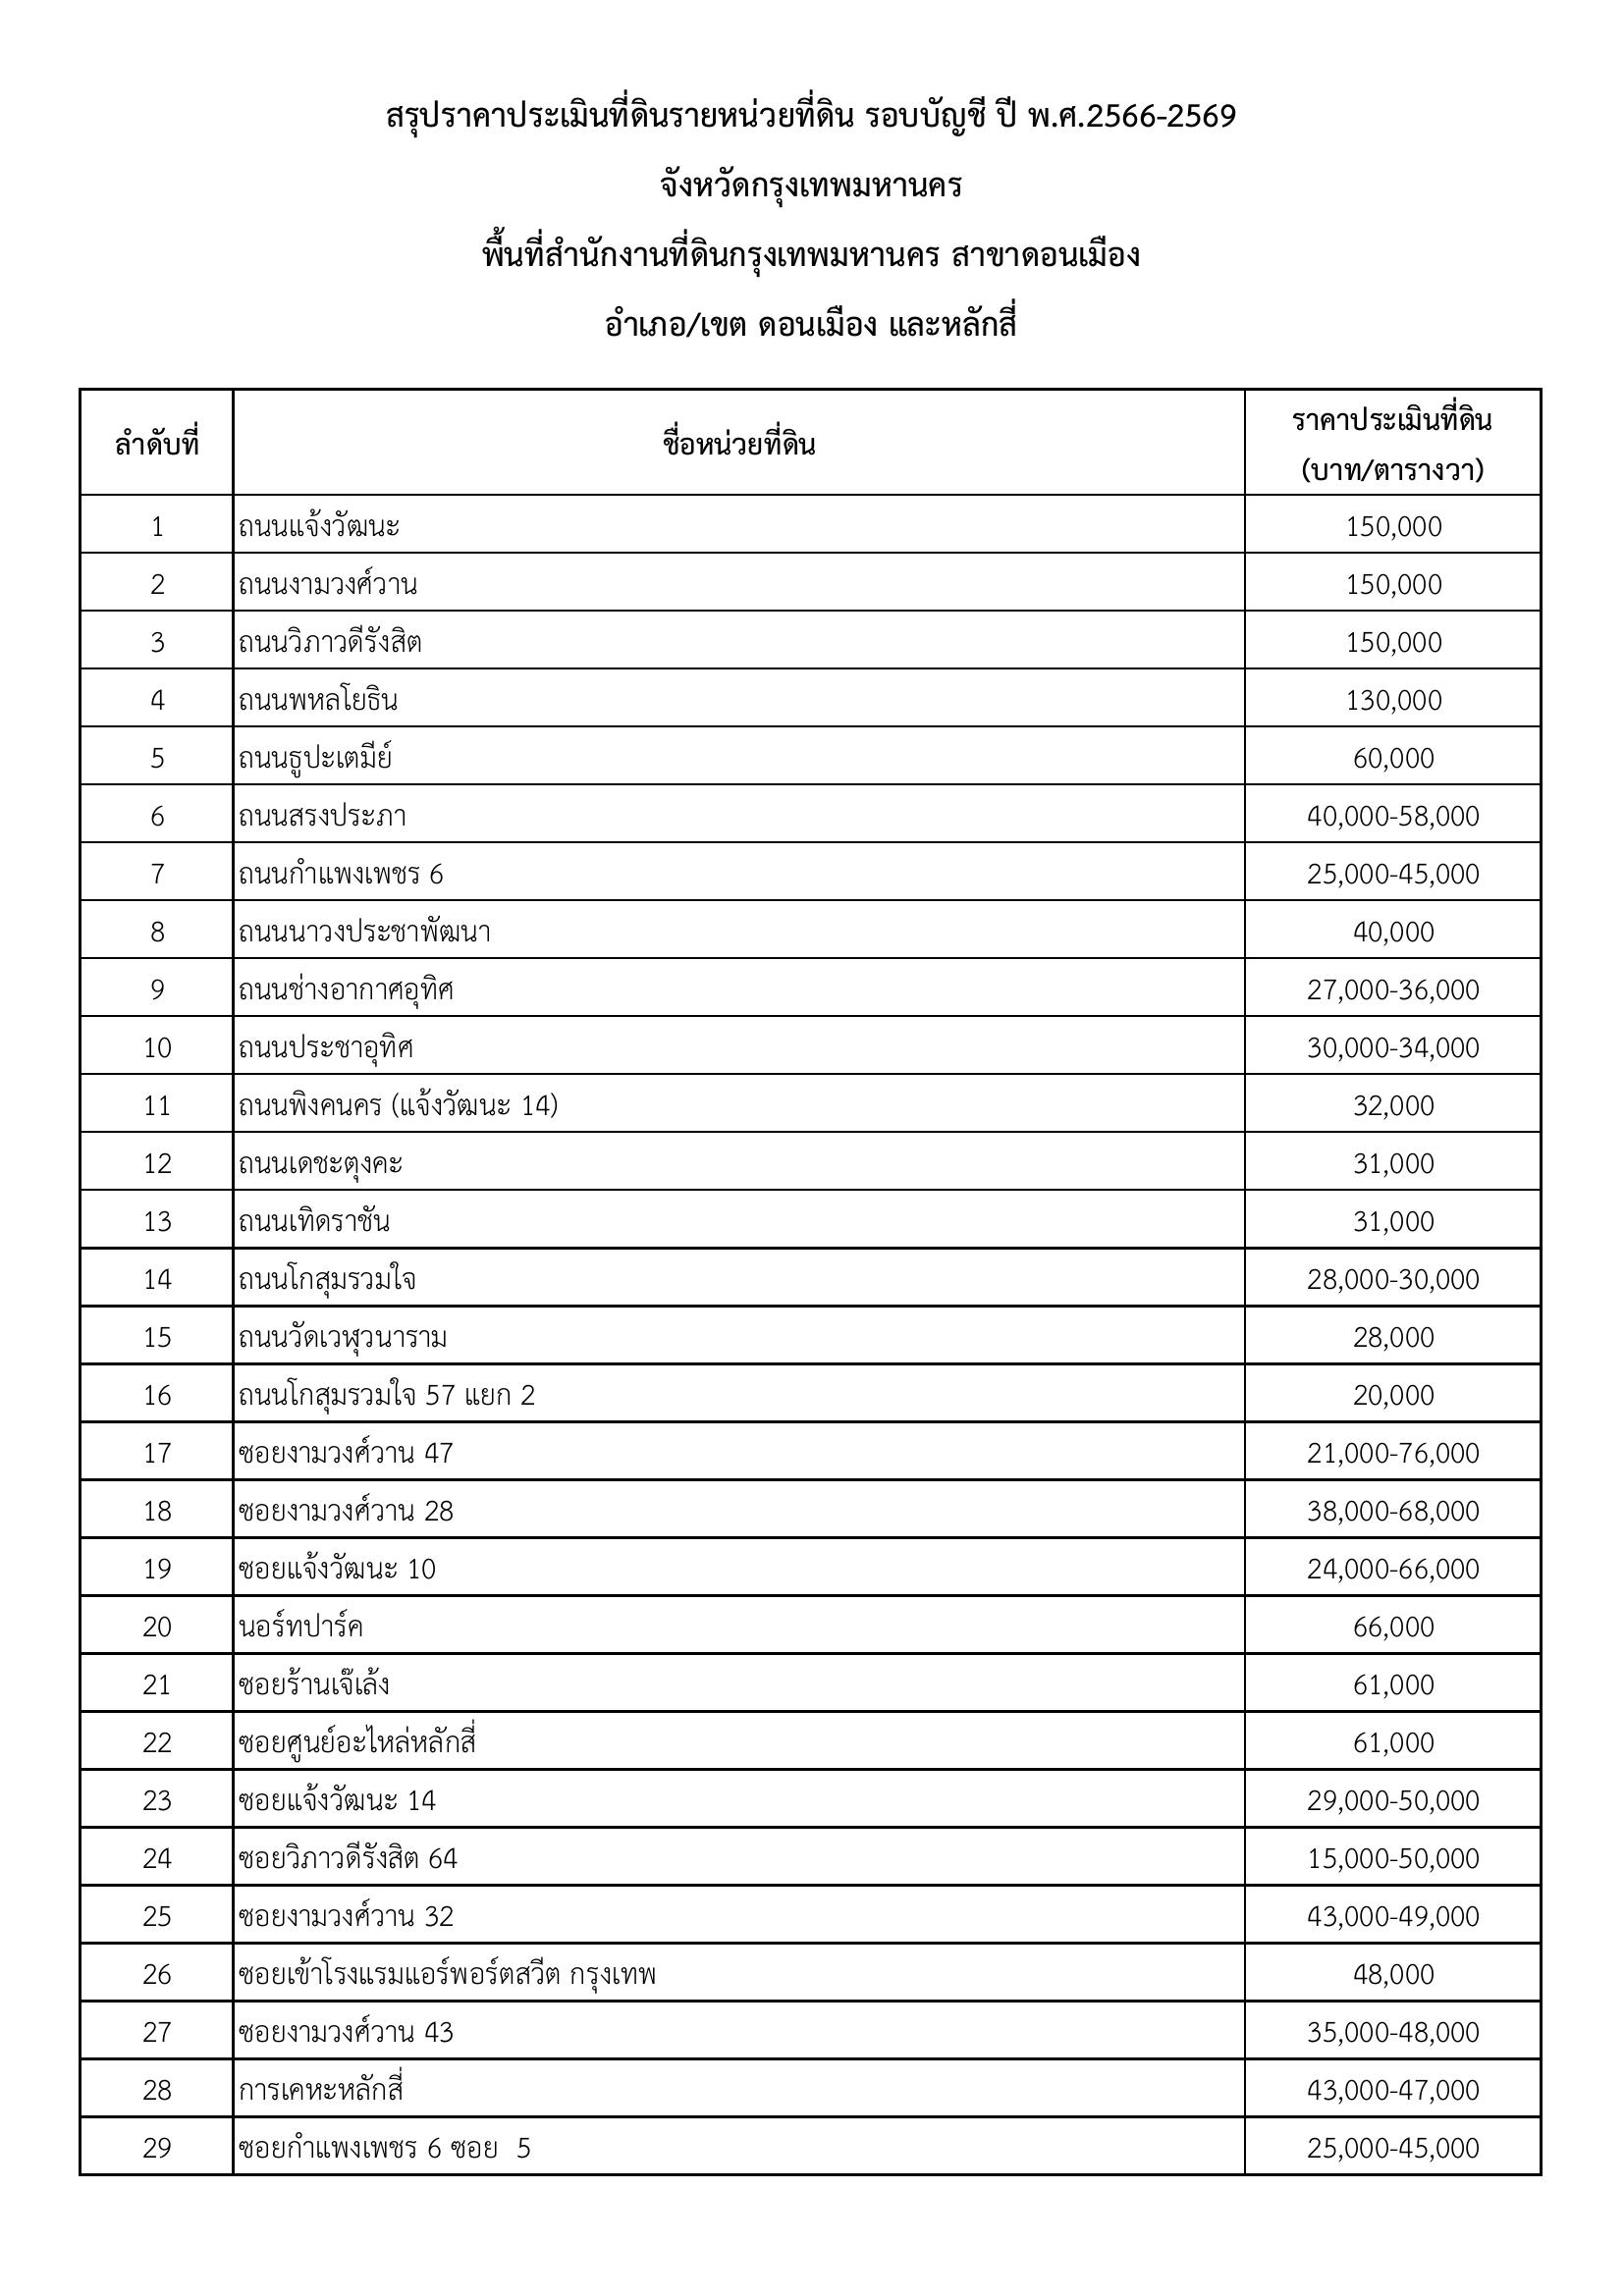 สรุปราคาประเมินที่ดินรายหน่วยที่ดิน รอบบัญชี ปี พ.ศ.2566-2569
จังหวัดกรุงเทพมหานคร
พื้นที่สำนักงานที่ดินกรุงเทพมหานคร สาขาดอนเมือง
อำเภอ/เขต ดอนเมือง และหลักสี่
ลำดับที่ ชื่อหน่วยที่ดิน ราคาประเมินที่ดิน
(บาท/ตารางวา)
1 ถนนแจ้งวัฒนะ 150,000
2 ถนนงามวงศ์วาน 150,000
3 ถนนวิภาวดีรังสิต 150,000
4 ถนนพหลโยธิน 130,000
5 ถนนธูปะเตมีย์ 60,000
6 ถนนสรงประภา 40,000-58,000
7 ถนนกำแพงเพชร 6 25,000-45,000
8 ถนนนาวงประชาพัฒนา 40,000
9 ถนนช่างอากาศอุทิศ 27,000-36,000
10 ถนนประชาอุทิศ 30,000-34,000
11 ถนนพิงคนคร (แจ้งวัฒนะ 14) 32,000
12 ถนนเดชะตุงคะ 31,000
13 ถนนเทิดราชัน 31,000
14 ถนนโกสุมรวมใจ 28,000-30,000
15 ถนนวัดเวฬุวนาราม 28,000
16 ถนนโกสุมรวมใจ 57 แยก 2 20,000
17 ซอยงามวงศ์วาน 47 21,000-76,000
18 ซอยงามวงศ์วาน 28 38,000-68,000
19 ซอยแจ้งวัฒนะ 10 24,000-66,000
20 นอร์ทปาร์ค 66,000
21 ซอยร้านเจ๊เล้ง 61,000
22 ซอยศูนย์อะไหล่หลักสี่ 61,000
23 ซอยแจ้งวัฒนะ 14 29,000-50,000
24 ซอยวิภาวดีรังสิต 64 15,000-50,000
25 ซอยงามวงศ์วาน 32 43,000-49,000
26 ซอยเข้าโรงแรมแอร์พอร์ตสวีต กรุงเทพ 48,000
27 ซอยงามวงศ์วาน 43 35,000-48,000
28 การเคหะหลักสี่ 43,000-47,000
29 ซอยกำแพงเพชร 6 ซอย  5 25,000-45,000